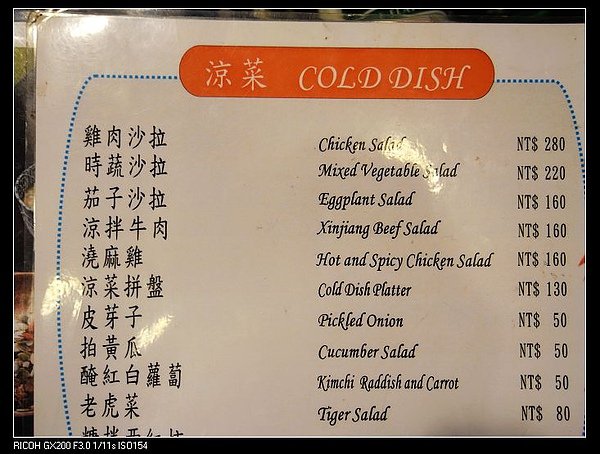 涼菜 COLD DISH
雞肉沙拉 Chicken Salad NT$ 280
時蔬沙拉 Mixed Vegetable Salad NT$ 220
茄子沙拉 Eggplant Salad NT$ 160
涼拌牛肉 Xinjiang Beef Salad NT$ 160
澆麻雞 Hot and Spicy Chicken Salad NT$ 160
涼菜拼盤 Cold Dish Platter NT$ 130
皮芽子 Pickled Onion NT$ 50
拍黃瓜 Cucumber Salad NT$ 50
醃紅白蘿蔔 Kimchi Raddish and Carrot NT$ 50
老虎菜 Tiger Salad NT$ 80
RICOH GX200 F3.0 1/11s ISO154